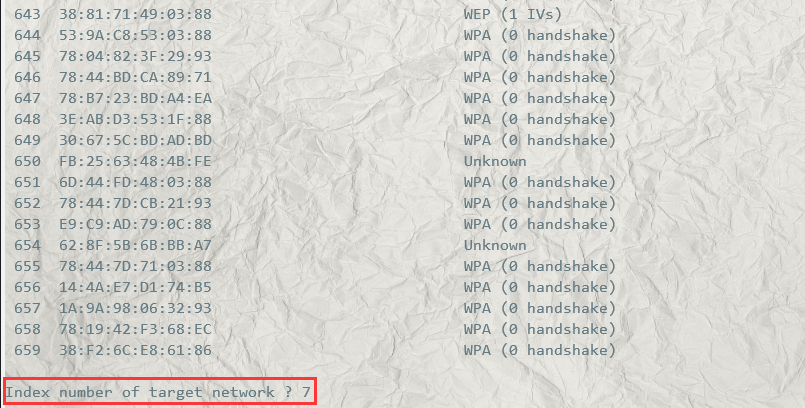 643 38:81:71:49:03:88 WEP (1 IVs)
644 53:9A:C8:53:03:88 WPA (0 handshake)
645 78:04:82:3F:29:93 WPA (0 handshake)
646 78:44:BD:CA:89:71 WPA (0 handshake)
647 78:B7:23:BD:A4:EA WPA (0 handshake)
648 3E:AB:D3:53:1F:88 WPA (0 handshake)
649 30:67:5C:BD:AD:BD WPA (0 handshake)
650 FB:25:63:48:4B:FE Unknown
651 6D:44:FD:48:03:88 WPA (0 handshake)
652 78:44:7D:CB:21:93 WPA (0 handshake)
653 E9:C9:AD:79:0C:88 WPA (0 handshake)
654 62:8F:5B:6B:BB:A7 Unknown
655 78:44:7D:71:03:88 WPA (0 handshake)
656 14:4A:E7:D1:74:B5 WPA (0 handshake)
657 1A:9A:98:06:32:93 WPA (0 handshake)
658 78:19:42:F3:68:EC WPA (0 handshake)
659 38:F2:6C:E8:61:86 WPA (0 handshake)
Index number of target network ? 7